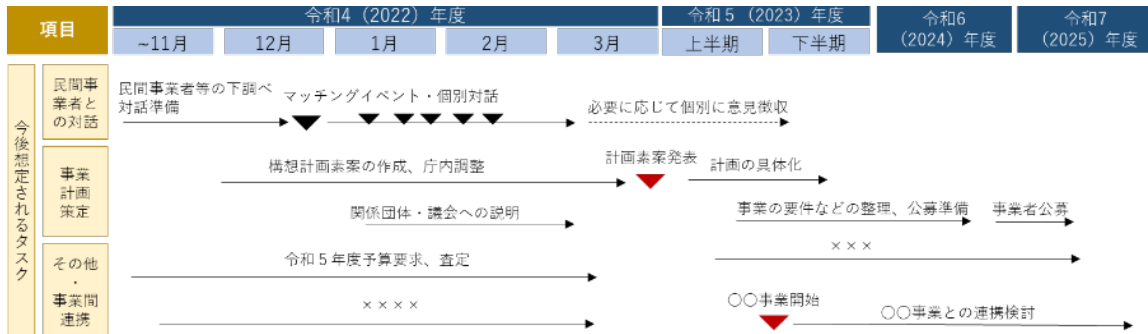 項目
令和4（2022）年度
令和5（2023）年度
令和6
（2024）年度
令和7
（2025）年度
~11月
12月
1月
2月
3月
上半期
下半期
今後想定されるタスク
民間事
業者と
の対話
民間事業者等の下調べ
対話準備
マッチングイベント・個別対話
必要に応じて個別に意見徴収
事業
計画
策定
構想計画素案の作成、庁内調整
計画素案発表
計画の具体化
関係団体・議会への説明
事業の要件などの整理、公募準備
事業者公募
その他
・
事業間
連携
令和5年度予算要求、査定
×××
××××
〇〇事業開始
〇〇事業との連携検討